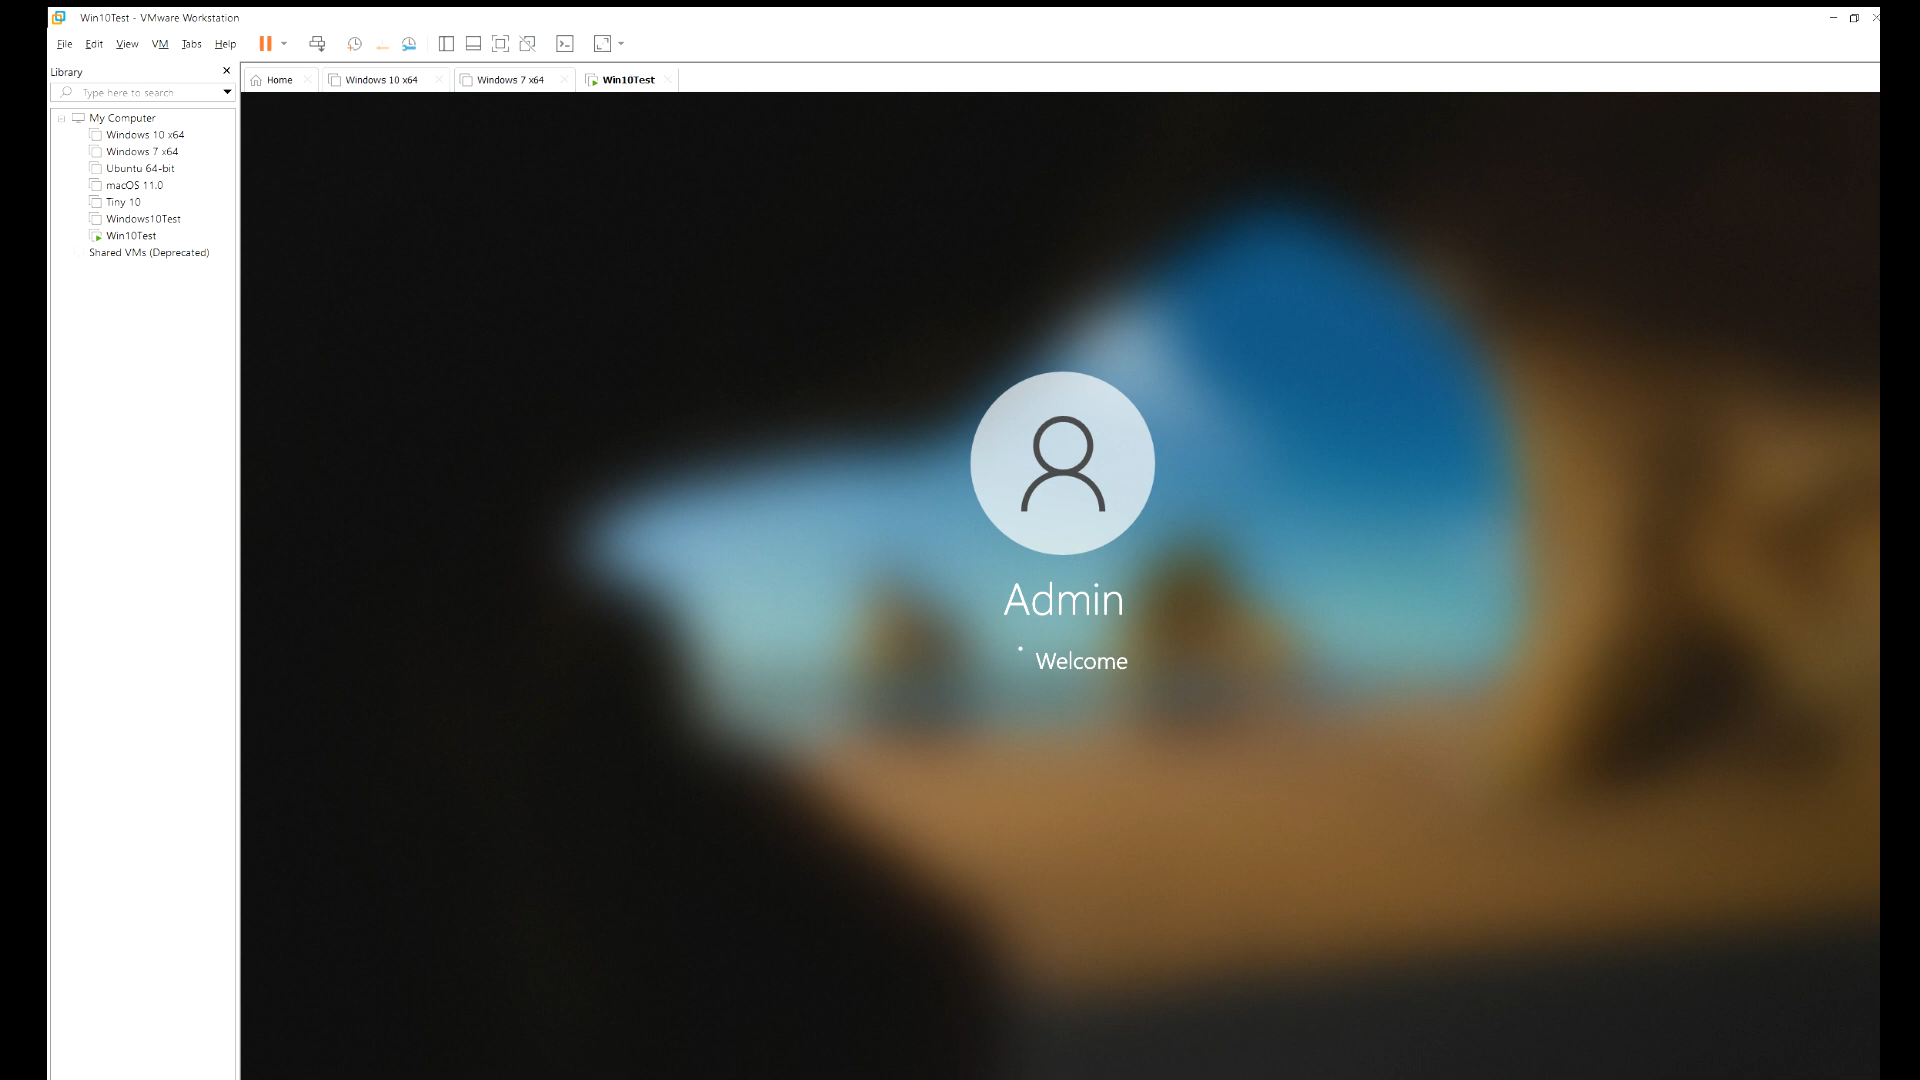 Win10Test - VMware Workstation
File Edit View VM Tabs Help
Library
Type here to search
Home Windows 10 x64 Windows 7 x64 Win10Test
My Computer
Windows 10 x64
Windows 7 x64
Ubuntu 64-bit
macOS 11.0
Tiny 10
Windows10Test
Win10Test
Shared VMs (Deprecated)
Admin
Welcome